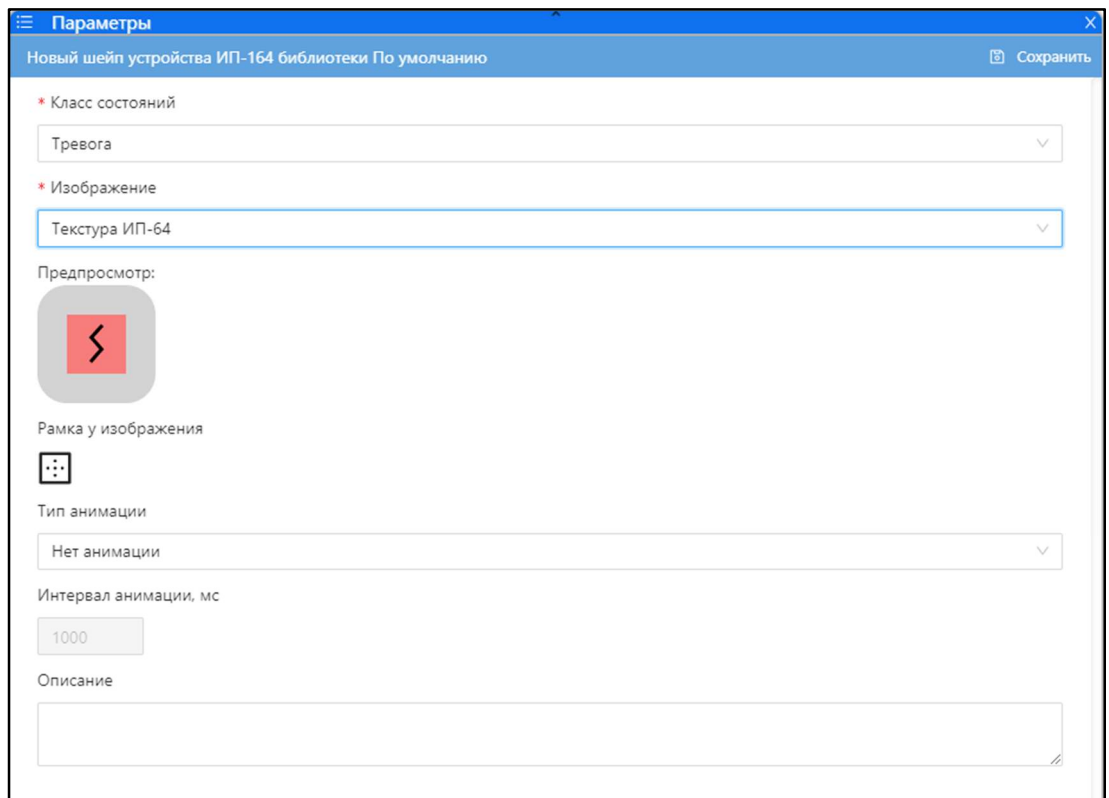 Параметры
Новый шейп устройства ИП-164 библиотеки По умолчанию
Сохранить
* Класс состояний
Тревога
* Изображение
Текстура ИП-64
Предпросмотр:
Рамка у изображения
Тип анимации
Нет анимации
Интервал анимации, мс
1000
Описание